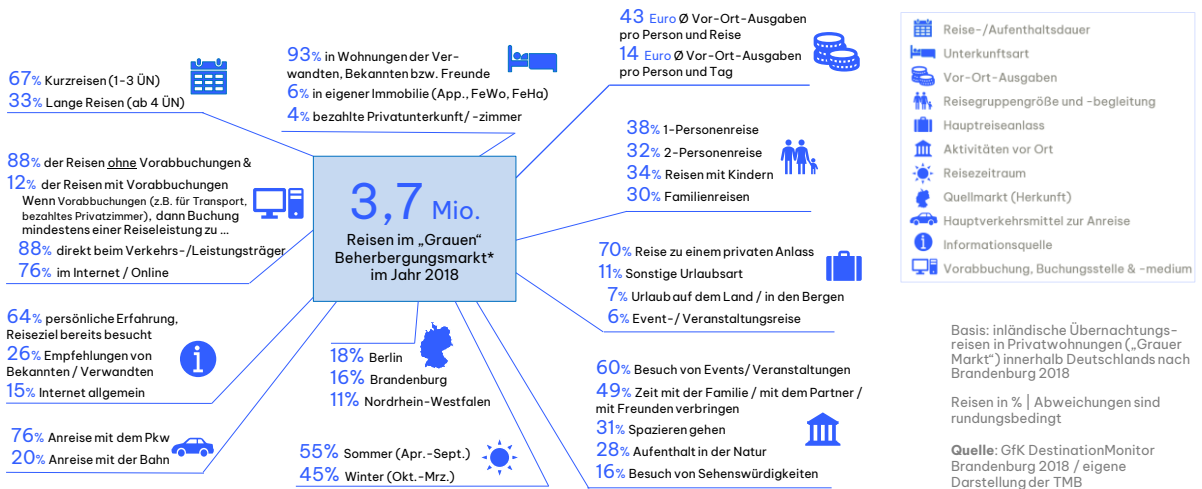 67% Kurzreisen (1-3 ÜN)
33% Lange Reisen (ab 4 ÜN)
93% in Wohnungen der Ver-
wandten, Bekannten bzw. Freunde
6% in eigener Immobilie (App., FeWo, FeHa)
4% bezahlte Privatunterkunft/ -zimmer
43 Euro Ø Vor-Ort-Ausgaben
pro Person und Reise
14 Euro Ø Vor-Ort-Ausgaben
pro Person und Tag
88% der Reisen ohne Vorabbuchungen &
12% der Reisen mit Vorabbuchungen
Wenn Vorabbuchungen (z.B. für Transport,
bezahltes Privatzimmer), dann Buchung
mindestens einer Reiseleistung zu ...
88% direkt beim Verkehrs-/Leistungsträger
76% im Internet / Online
3,7 Mio.
Reisen im „Grauen“
Beherbergungsmarkt*
im Jahr 2018
38% 1-Personenreise
32% 2-Personenreise
34% Reisen mit Kindern
30% Familienreisen
70% Reise zu einem privaten Anlass
11% Sonstige Urlaubsart
7% Urlaub auf dem Land / in den Bergen
6% Event-/ Veranstaltungsreise
64% persönliche Erfahrung,
Reiseziel bereits besucht
26% Empfehlungen von
Bekannten / Verwandten
15% Internet allgemein
18% Berlin
16% Brandenburg
11% Nordrhein-Westfalen
60% Besuch von Events/ Veranstaltungen
49% Zeit mit der Familie / mit dem Partner /
mit Freunden verbringen
31% Spazieren gehen
28% Aufenthalt in der Natur
16% Besuch von Sehenswürdigkeiten
76% Anreise mit dem Pkw
20% Anreise mit der Bahn
55% Sommer (Apr.-Sept.)
45% Winter (Okt.-Mrz.)
Reise-/Aufenthaltsdauer
Unterkunftsart
Vor-Ort-Ausgaben
Reisegruppengröße und -begleitung
Hauptreiseanlass
Aktivitäten vor Ort
Reisezeitraum
Quellmarkt (Herkunft)
Hauptverkehrsmittel zur Anreise
Informationsquelle
Vorabbuchung, Buchungsstelle & -medium
Basis: inländische Übernachtungs-
reisen in Privatwohnungen („Grauer
Markt“) innerhalb Deutschlands nach
Brandenburg 2018
Reisen in % | Abweichungen sind
rundungsbedingt
Quelle: GfK DestinationMonitor
Brandenburg 2018 / eigene
Darstellung der TMB